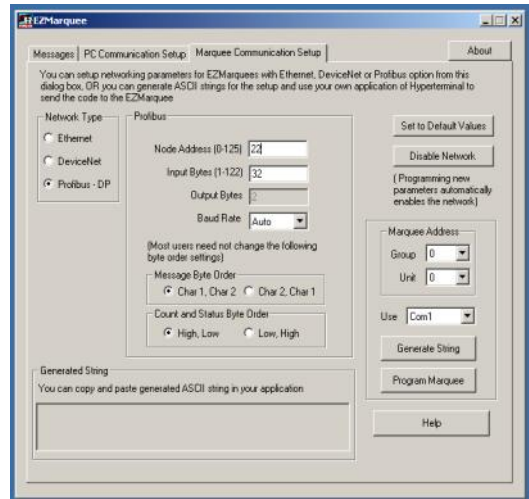 EZMarquee
Messages
PC Communication Setup
Marquee Communication Setup
About
You can setup networking parameters for EZMarquees with Ethernet, DeviceNet or Profibus option from this
dialog box, OR you can generate ASCII strings for the setup and use your own application of Hyperterminal to
send the code to the EZMarquee
Network Type
Ethernet
DeviceNet
Profibus - DP
Profibus
Node Address (0-125) 22
Input Bytes (1-122) 32
Output Bytes 2
Baud Rate Auto
(Most users need not change the following
byte order settings)
Message Byte Order
Char 1, Char 2 Char 2, Char 1
Count and Status Byte Order
High, Low Low, High
Set to Default Values
Disable Network
( Programming new
parameters automatically
enables the network)
Marquee Address
Group 0
Unit 0
Use Com1
Generate String
Program Marquee
Help
Generated String
You can copy and paste generated ASCII string in your application